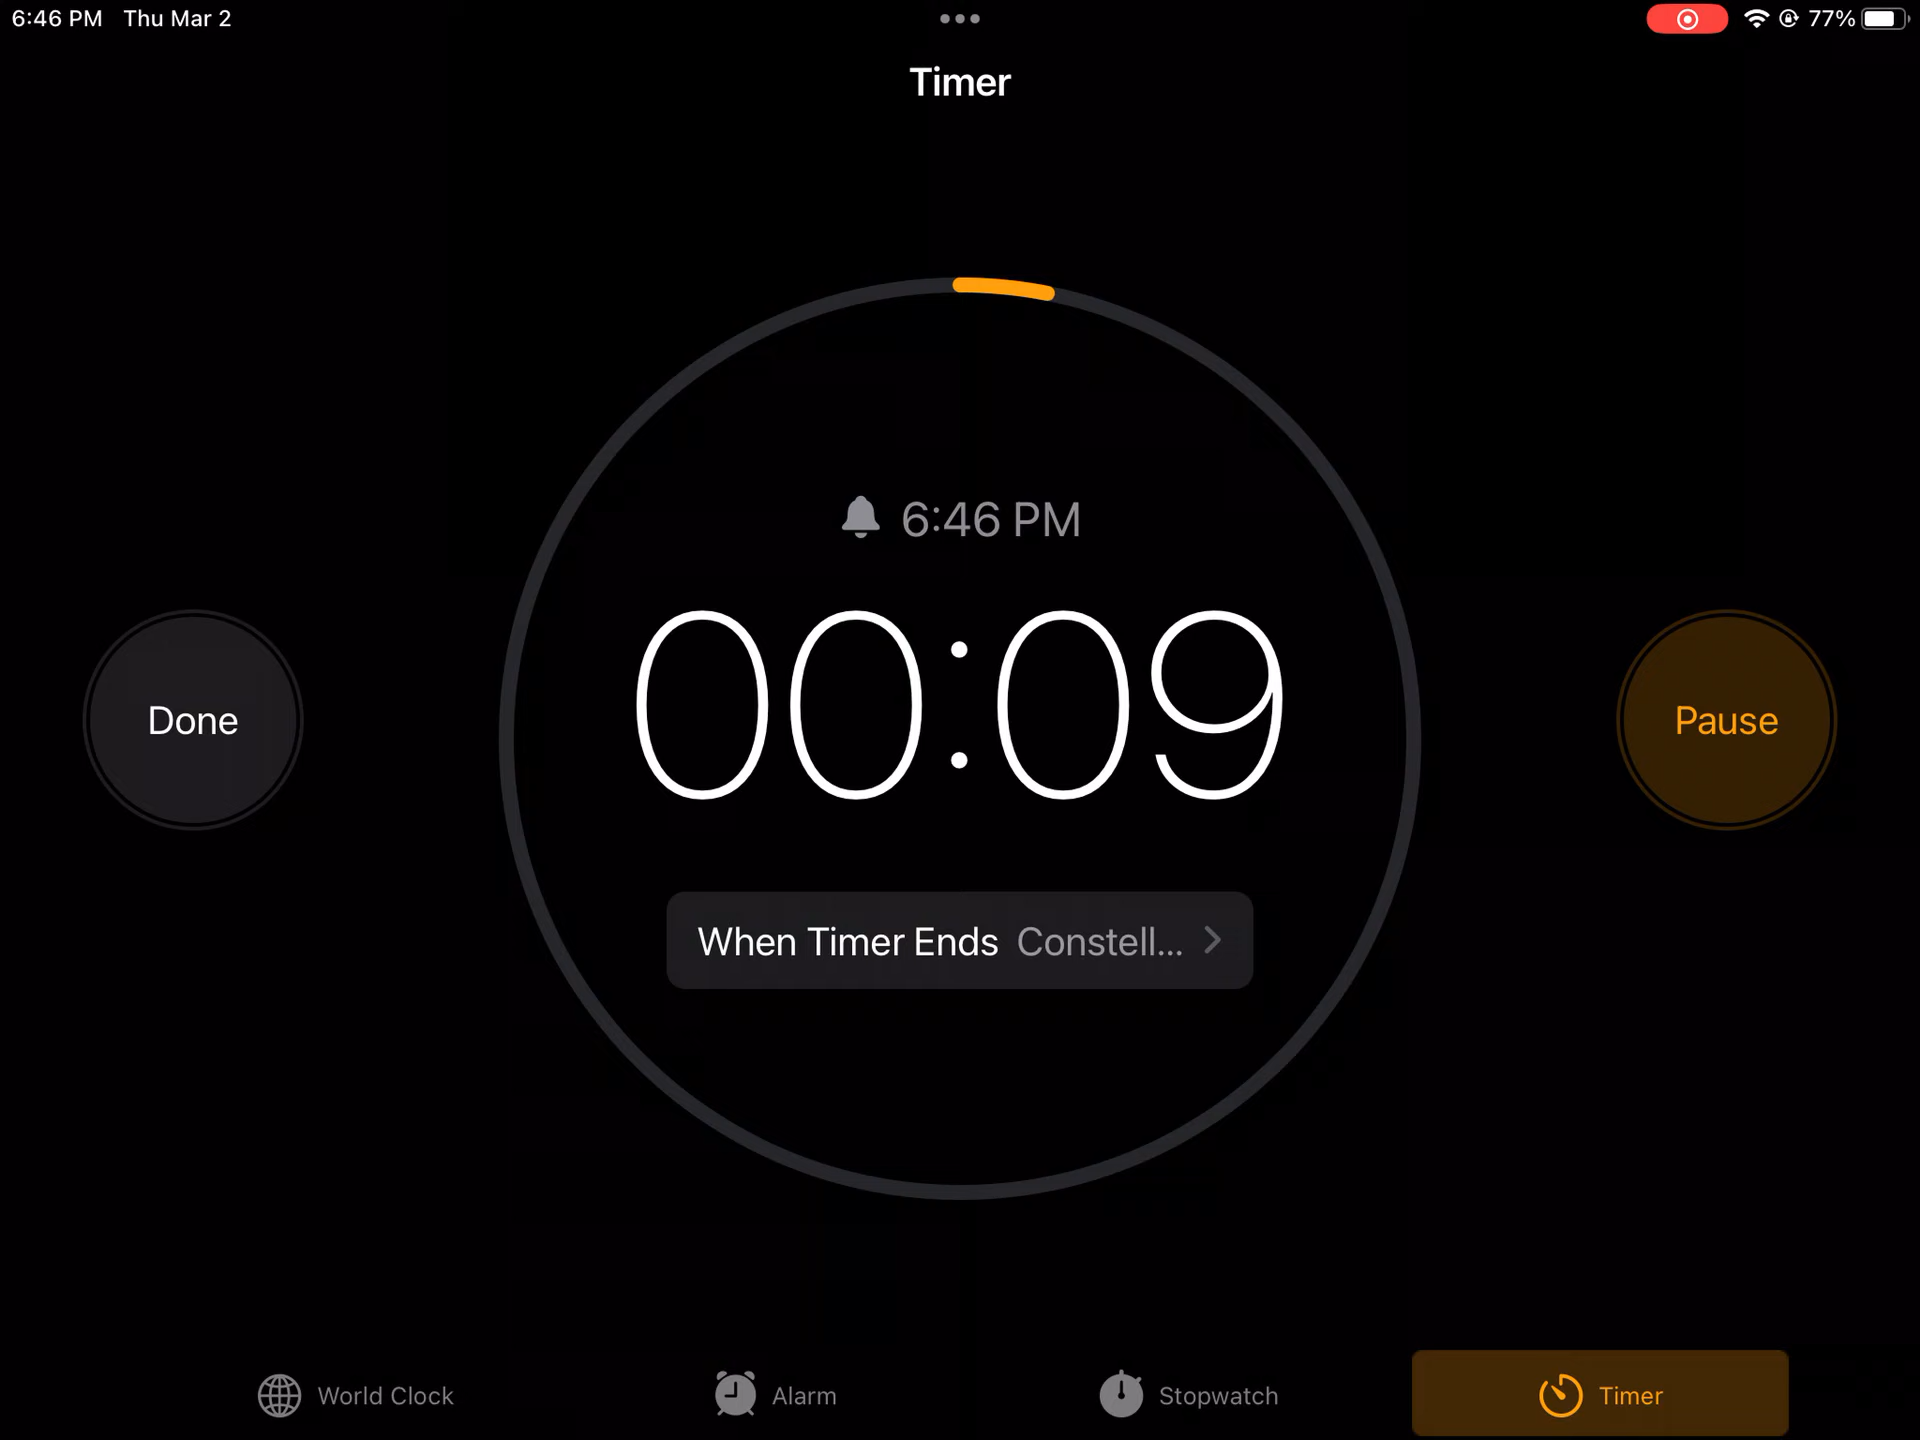 6:46 PM Thu Mar 2
77%
Timer
6:46 PM
00:09
Done
Pause
When Timer Ends Constell...
World Clock
Alarm
Stopwatch
Timer